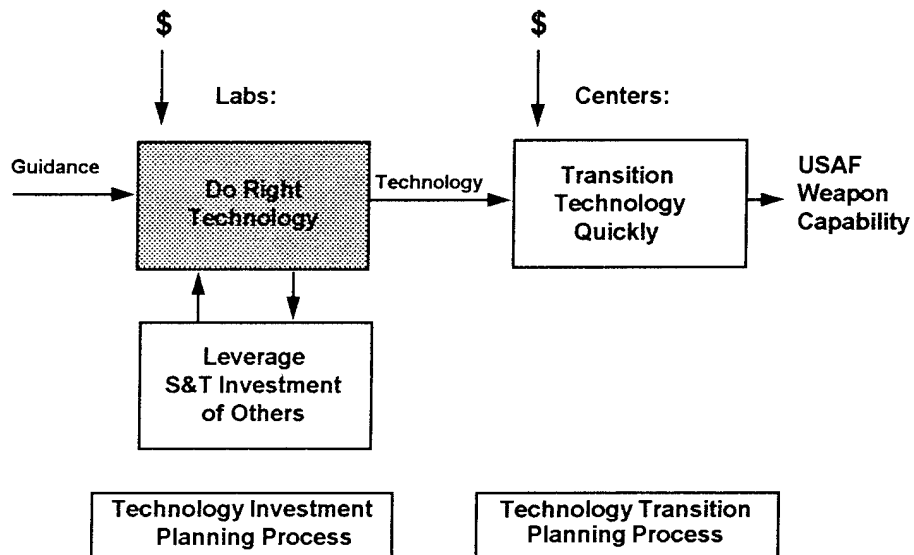 $
$
Labs:
Centers:
Guidance
Do Right
Technology
Technology
Transition
Technology
Quickly
USAF
Weapon
Capability
Leverage
S&T Investment
of Others
Technology Investment
Planning Process
Technology Transition
Planning Process